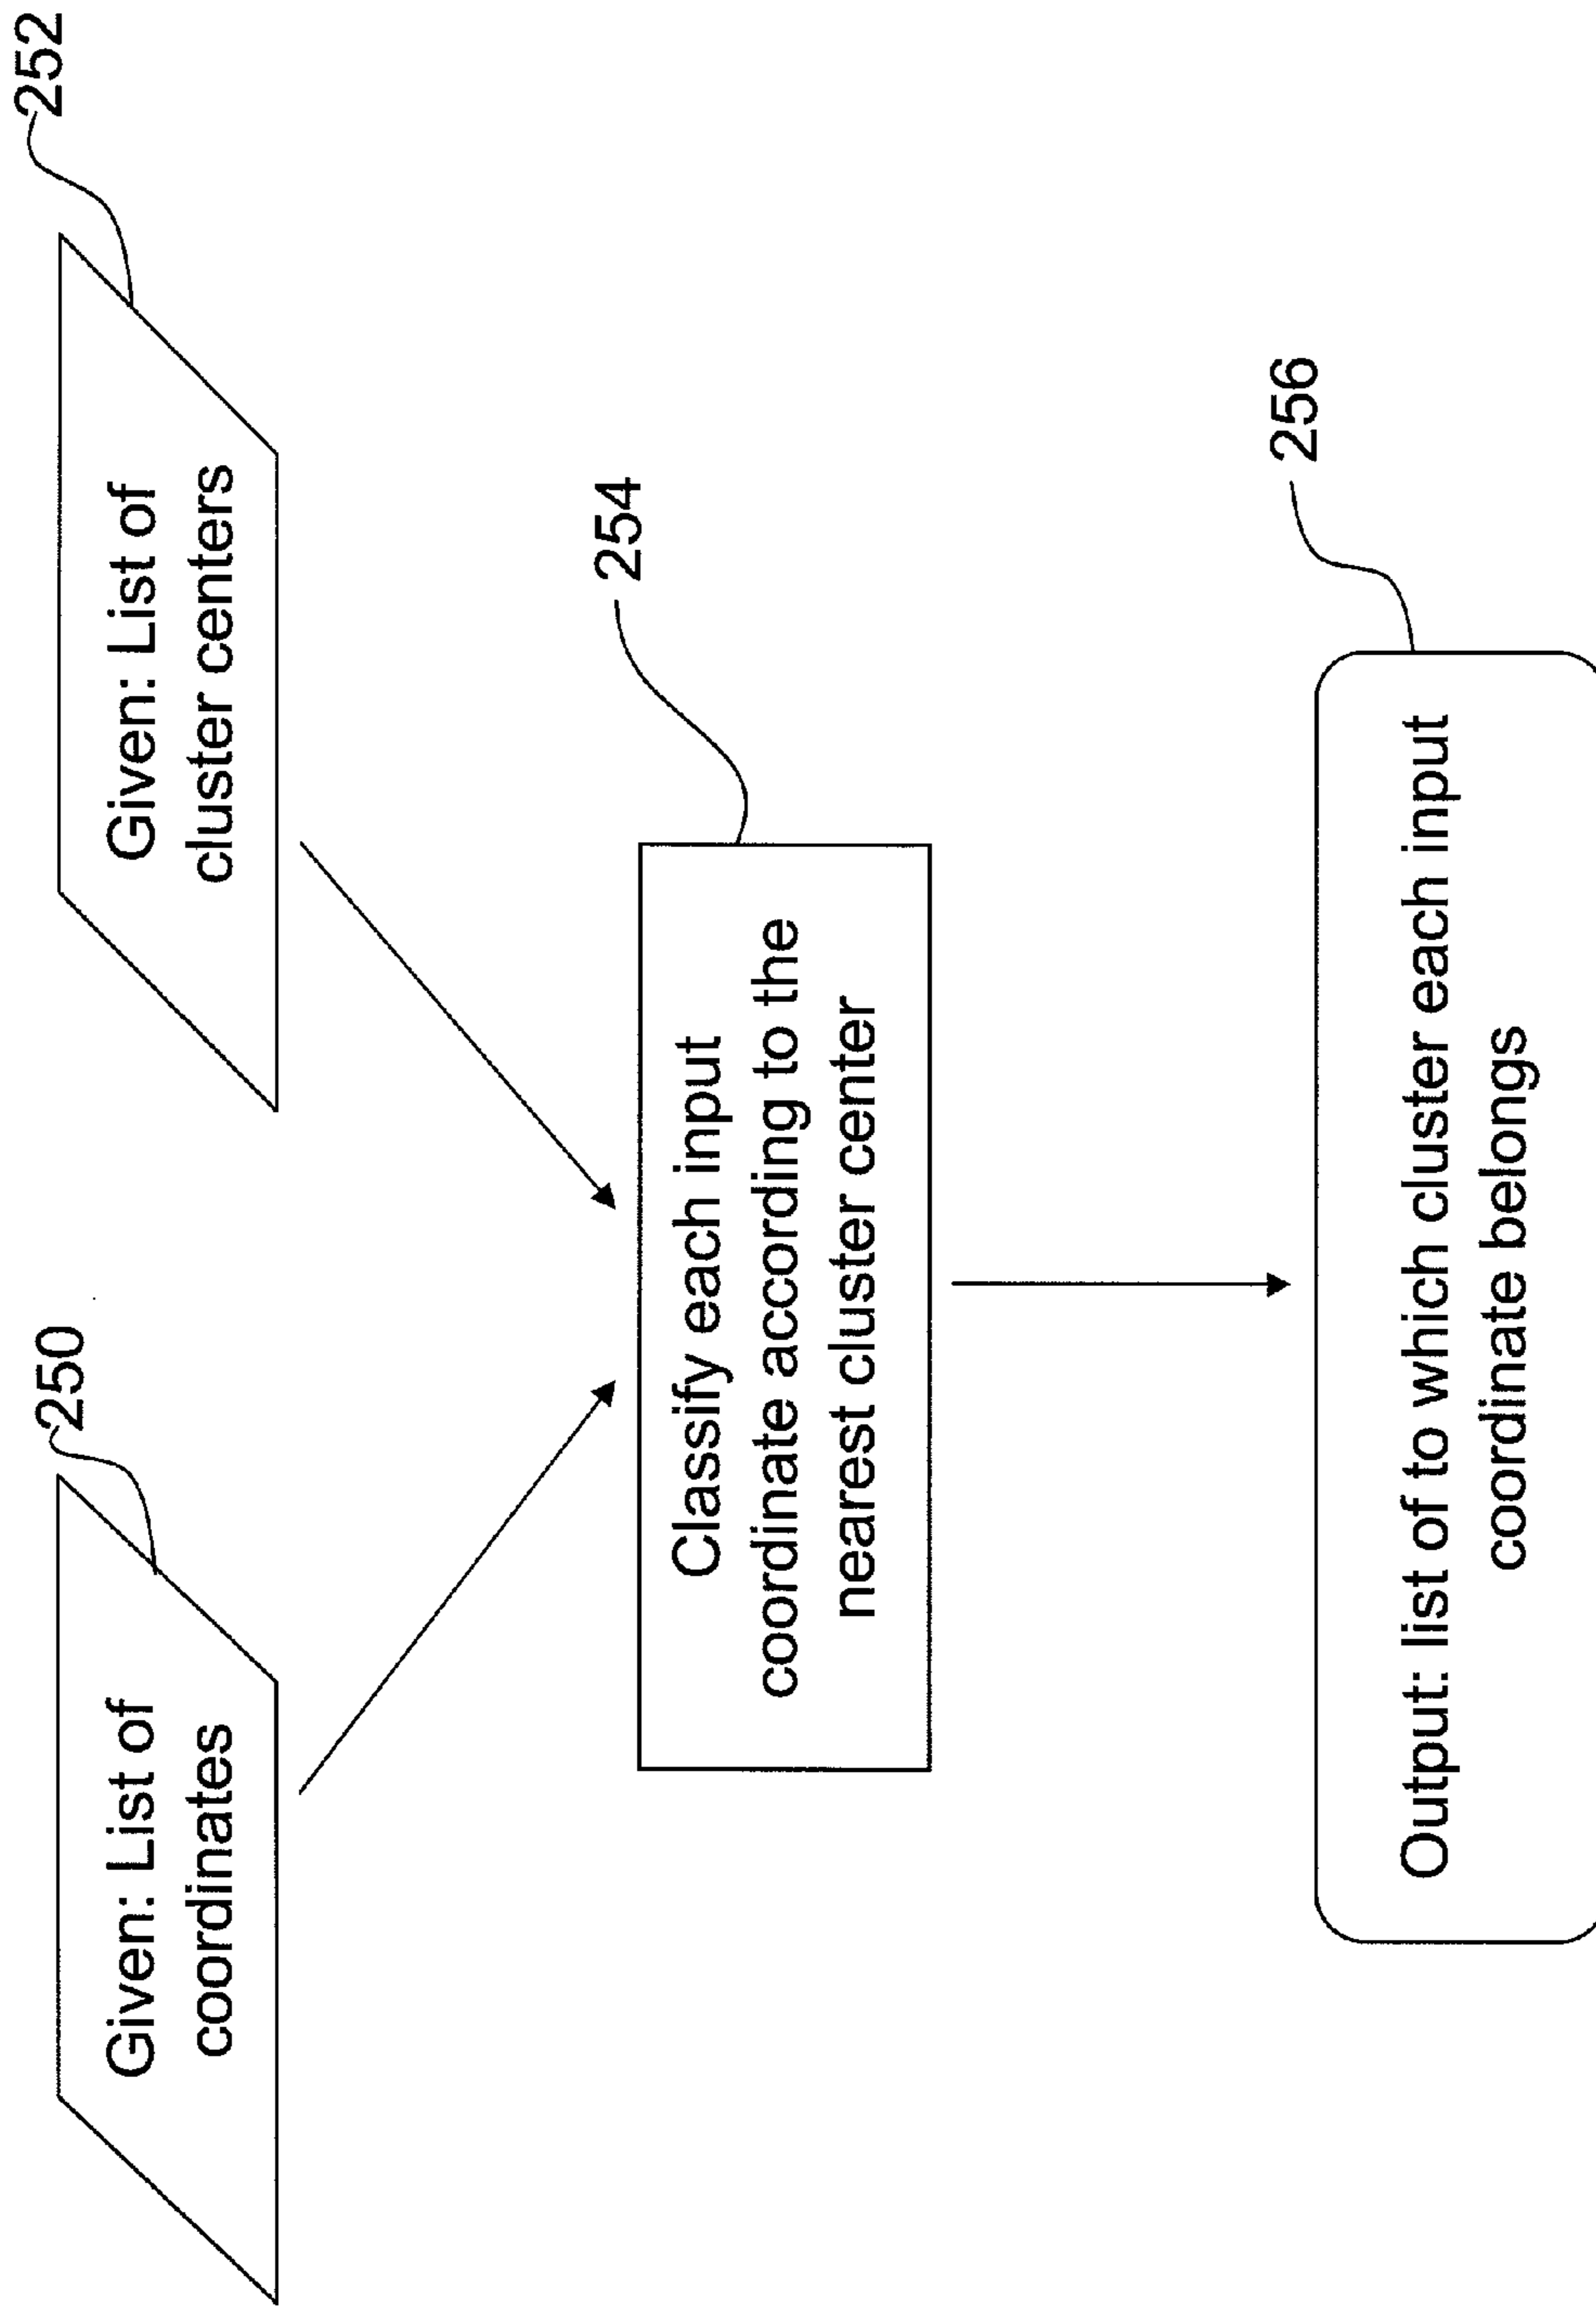 250
Given: List of
coordinates
252
Given: List of
cluster centers
254
Classify each input
coordinate according to the
nearest cluster center
256
Output: list of to which cluster each input
coordinate belongs